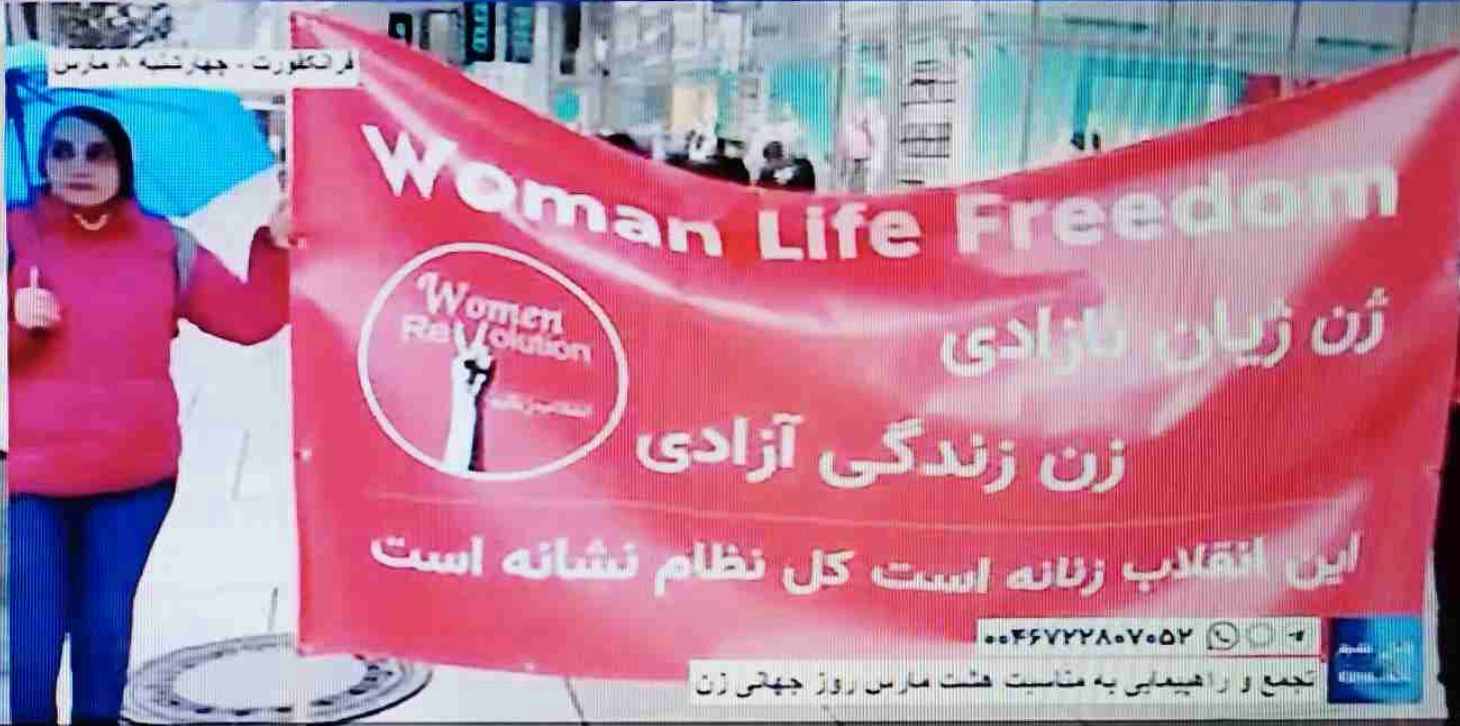 فرانکفورت - چهارشنبه ۸ مارس
Woman Life Freedom
Women
Revolution
ژن ژیان ئازادی
زن زندگی آزادی
این انقلاب زنانه است کل نظام نشانه است
۰۰۴۶۷۲۲۸۰۷۰۵۲
تجمع و راهپیمایی به مناسبت هشت مارس روز جهانی زن